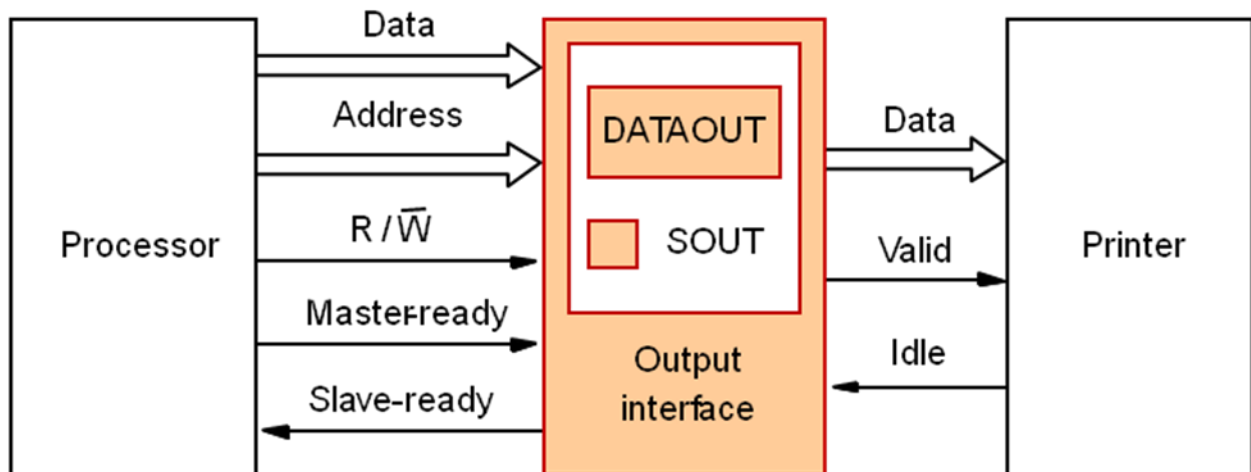 Processor
Data
Address
R / W̅
Master-ready
Slave-ready
DATAOUT
SOUT
Output
interface
Data
Valid
Idle
Printer